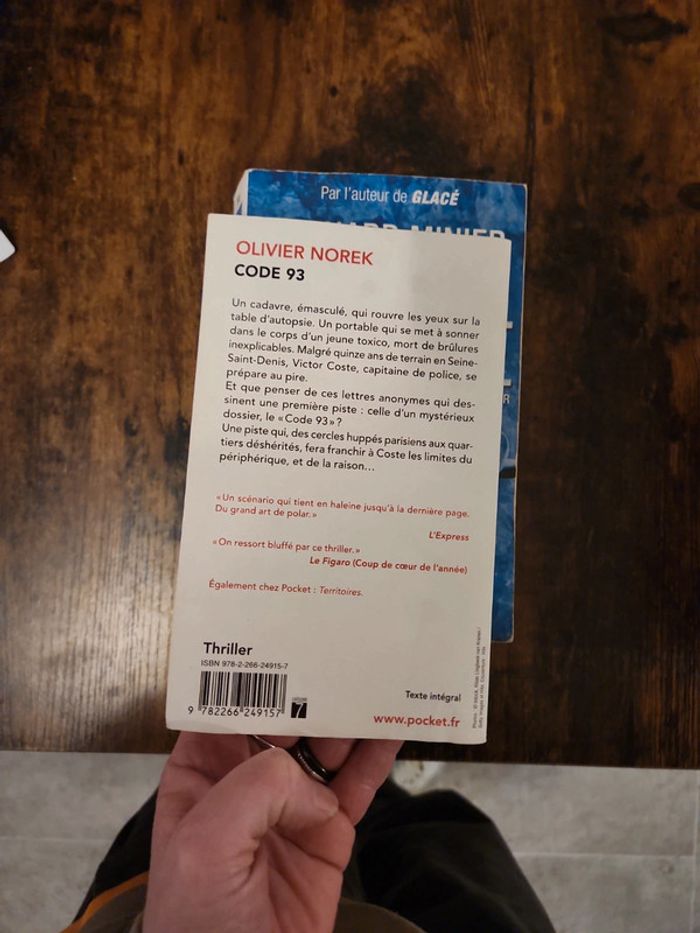 Par l'auteur de GLACÉ
OLIVIER NOREK
CODE 93
Un cadavre, émasculé, qui rouvre les yeux sur la
table d'autopsie. Un portable qui se met à sonner
dans le corps d'un jeune toxico, mort de brûlures
inexplicables. Malgré quinze ans de terrain en Seine-
Saint-Denis, Victor Coste, capitaine de police, se
prépare au pire.
Et que penser de ces lettres anonymes qui des-
sinent une première piste : celle d'un mystérieux
dossier, le « Code 93 » ?
Une piste qui, des cercles huppés parisiens aux quar-
tiers déshérités, fera franchir à Coste les limites du
périphérique, et de la raison...
« Un scénario qui tient en haleine jusqu'à la dernière page.
Du grand art de polar. »
L'Express
« On ressort bluffé par ce thriller. »
Le Figaro (Coup de cœur de l'année)
Également chez Pocket : Territoires.
Thriller
ISBN 978-2-266-24915-7
9 782266 249157
Texte intégral
www.pocket.fr